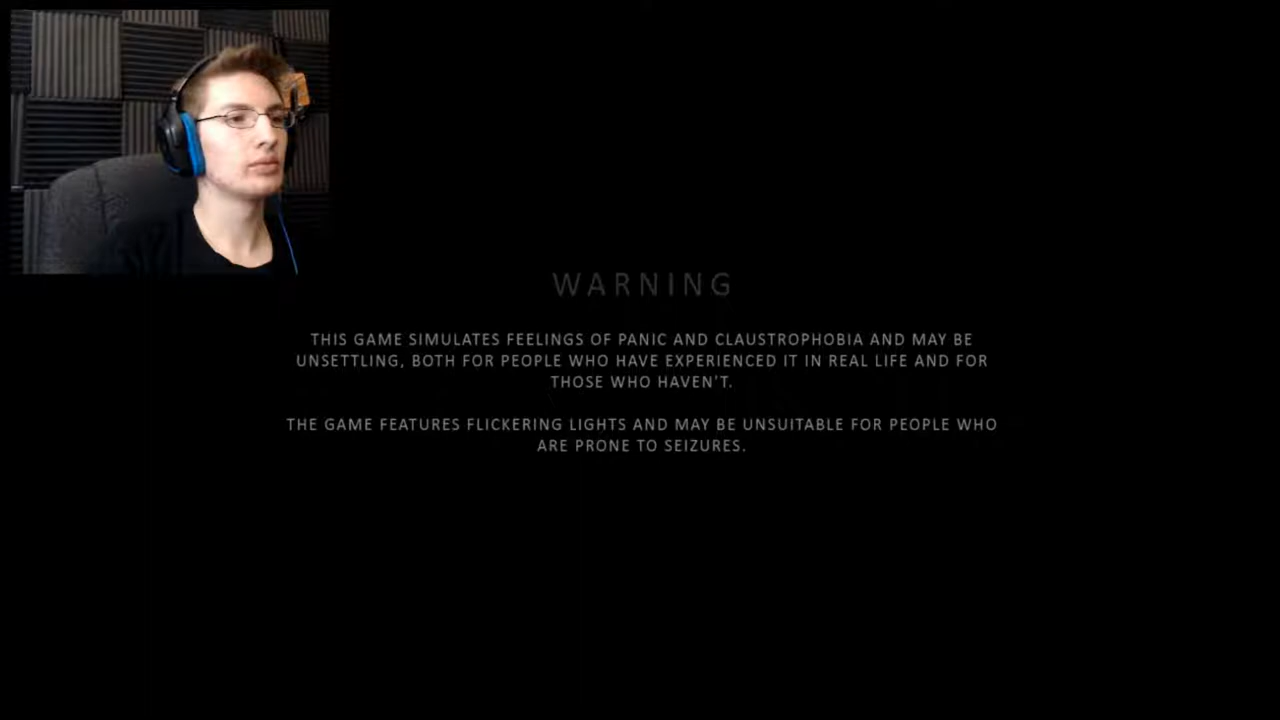 WARNING
THIS GAME SIMULATES FEELINGS OF PANIC AND CLAUSTROPHOBIA AND MAY BE
UNSETTLING, BOTH FOR PEOPLE WHO HAVE EXPERIENCED IT IN REAL LIFE AND FOR
THOSE WHO HAVEN'T.
THE GAME FEATURES FLICKERING LIGHTS AND MAY BE UNSUITABLE FOR PEOPLE WHO
ARE PRONE TO SEIZURES.